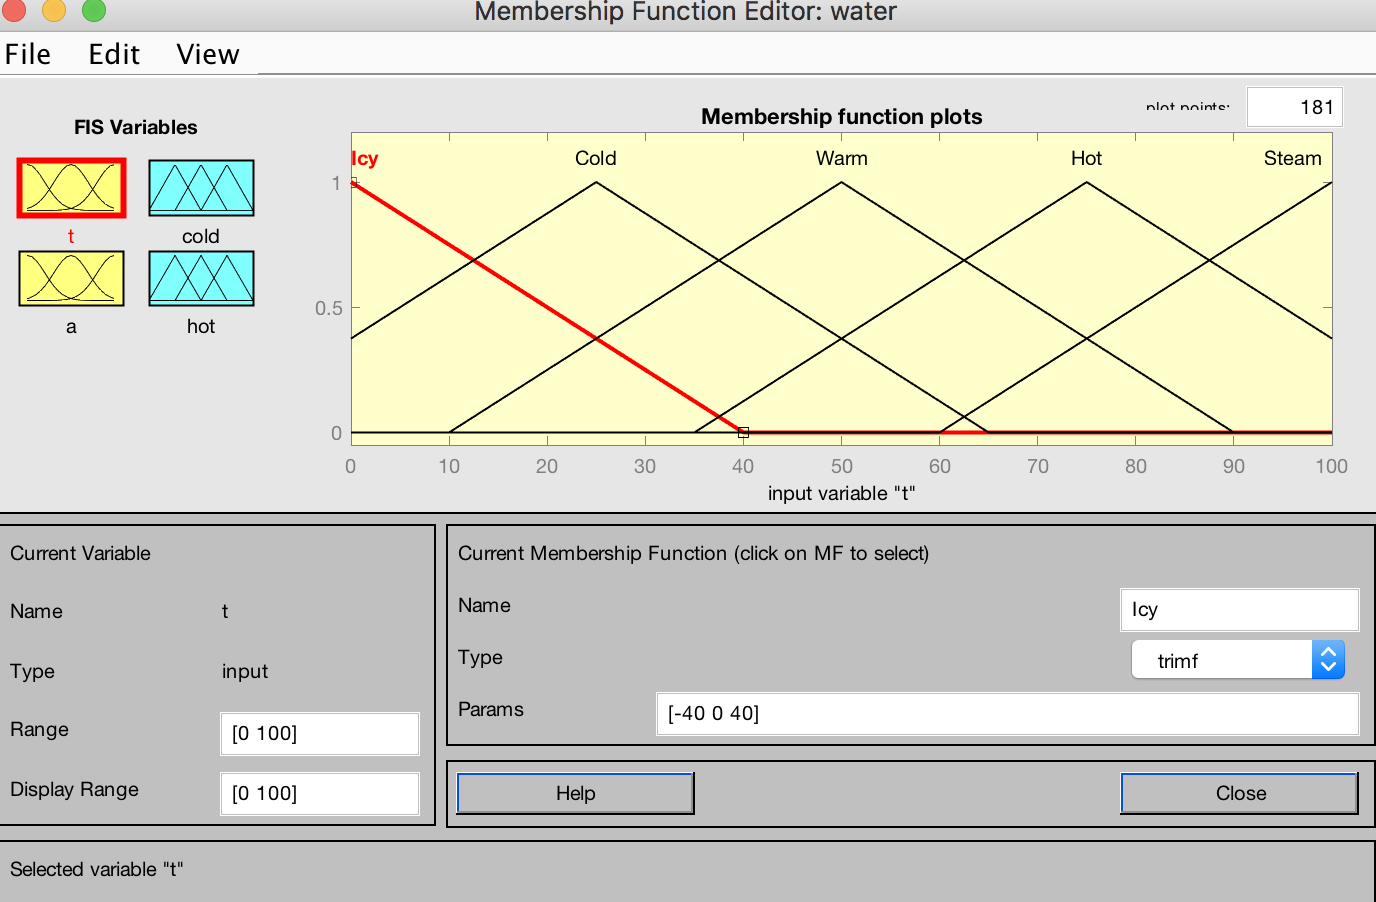 Membership Function Editor: water
File Edit View
FIS Variables
t
cold
a
hot
plot points:
181
Membership function plots
Icy Cold Warm Hot Steam
1
0.5
0
0 10 20 30 40 50 60 70 80 90 100
input variable "t"
Current Variable
Name t
Type input
Range [0 100]
Display Range [0 100]
Current Membership Function (click on MF to select)
Name Icy
Type trimf
Params [-40 0 40]
Help Close
Selected variable "t"